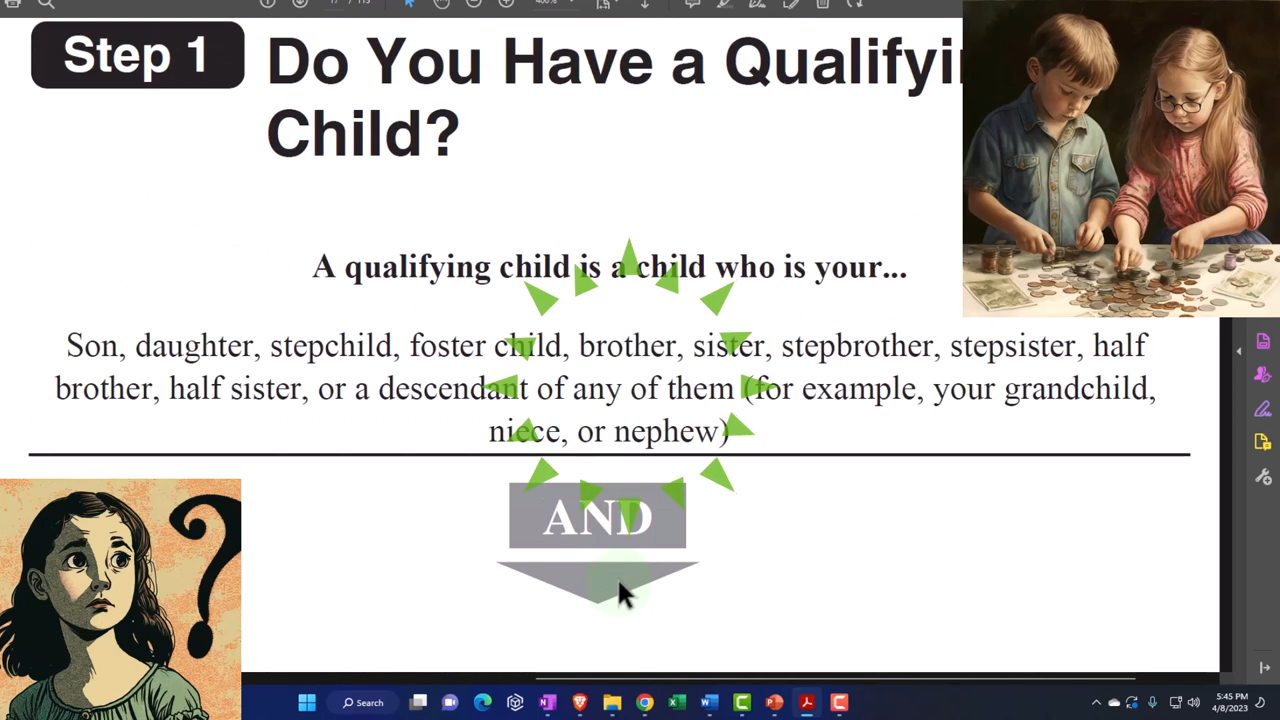 400%
Step 1
Do You Have a Qualifyi
Child?
A qualifying child is a child who is your...
Son, daughter, stepchild, foster child, brother, sister, stepbrother, stepsister, half
brother, half sister, or a descendant of any of them (for example, your grandchild,
niece, or nephew)
AND
Search
5:45 PM
4/8/2023